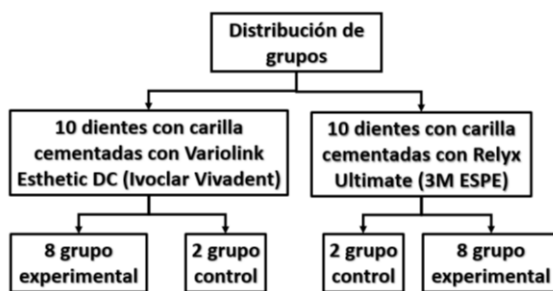 Distribución de
grupos
10 dientes con carilla
cementadas con Variolink
Esthetic DC (Ivoclar Vivadent)
10 dientes con carilla
cementadas con Relyx
Ultimate (3M ESPE)
8 grupo
experimental
2 grupo
control
2 grupo
control
8 grupo
experimental